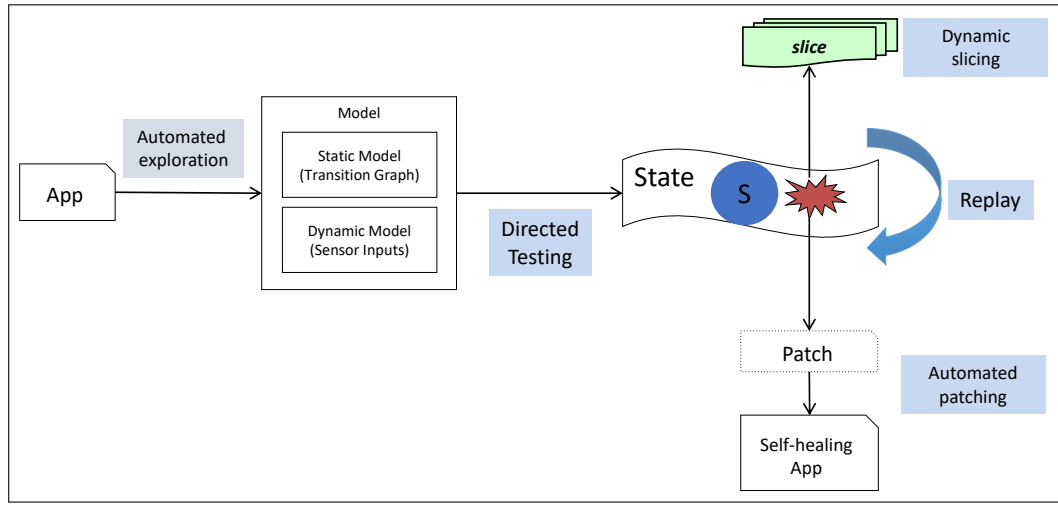 slice
Dynamic
slicing
Model
Automated
exploration
Static Model
(Transition Graph)
App
State
S
Replay
Dynamic Model
(Sensor Inputs)
Directed
Testing
Patch
Automated
patching
Self-healing
App